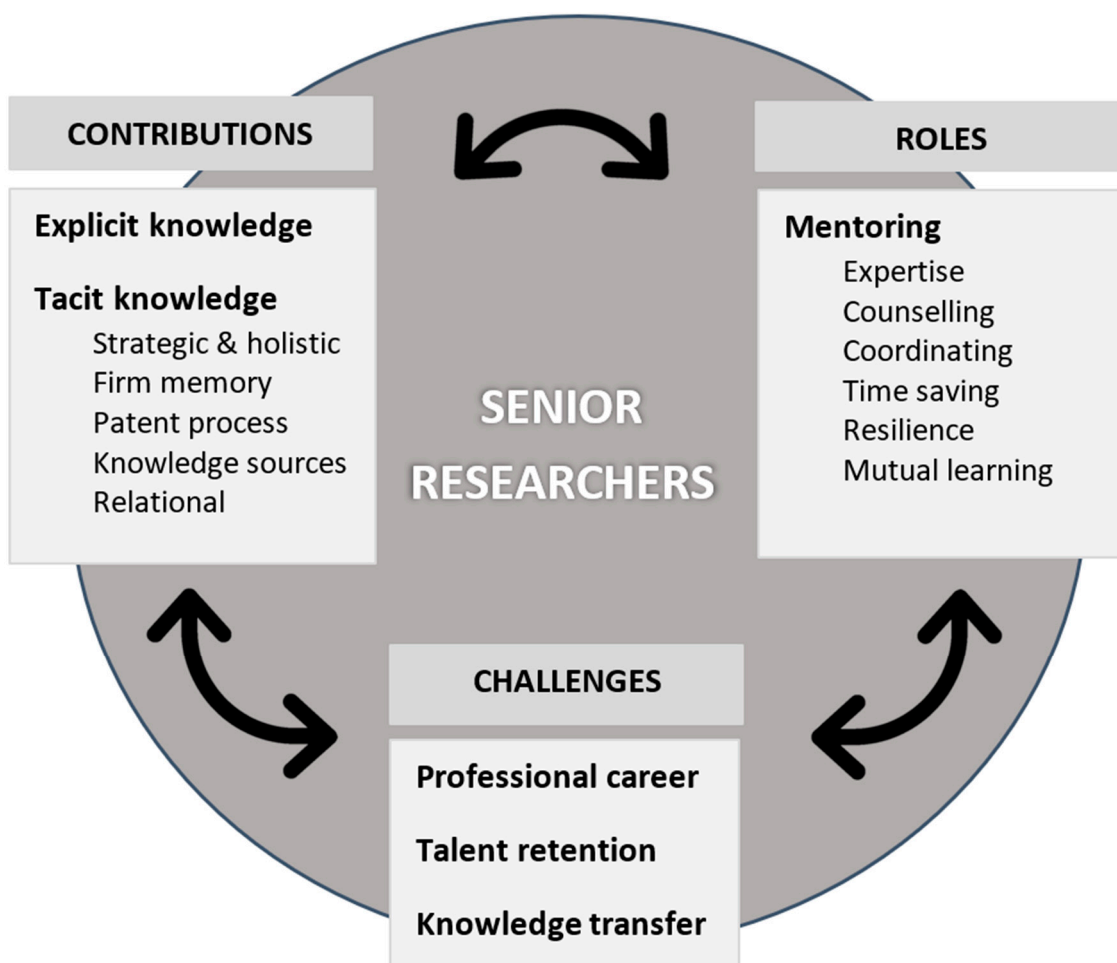 CONTRIBUTIONS
Explicit knowledge
Tacit knowledge
Strategic & holistic
Firm memory
Patent process
Knowledge sources
Relational
ROLES
Mentoring
Expertise
Counselling
Coordinating
Time saving
Resilience
Mutual learning
SENIOR
RESEARCHERS
CHALLENGES
Professional career
Talent retention
Knowledge transfer